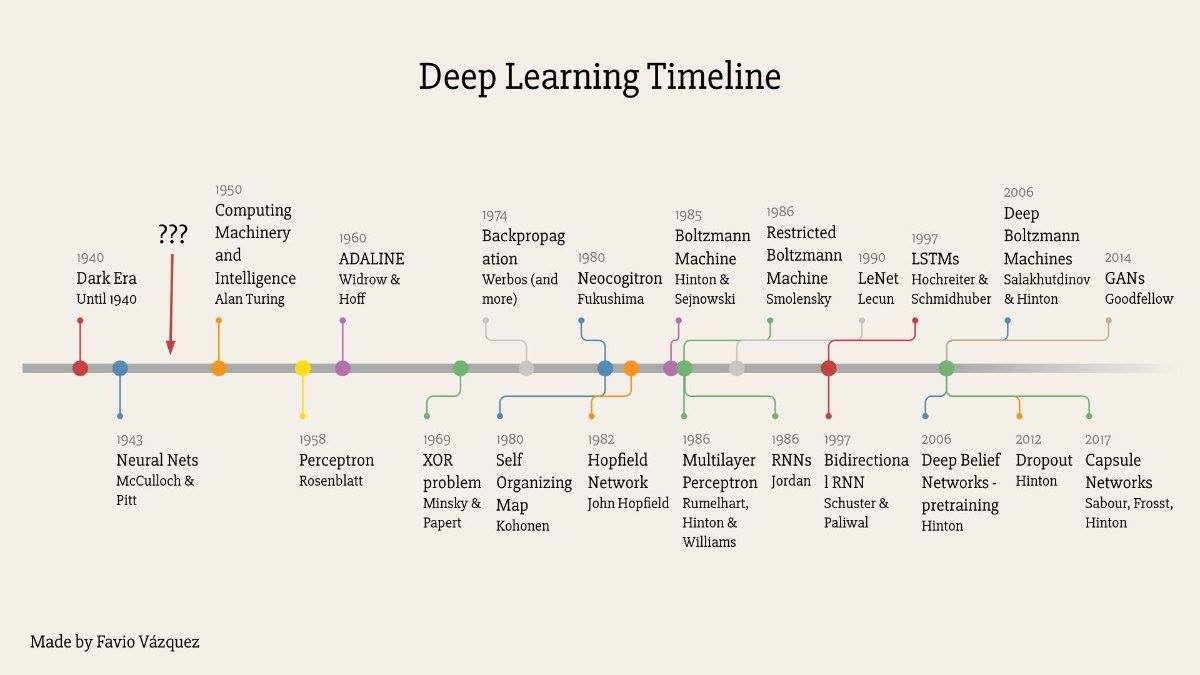 Deep Learning Timeline
1940
Dark Era
Until 1940
???
1950
Computing
Machinery
and
Intelligence
Alan Turing
1960
ADALINE
Widrow &
Hoff
1974
Backpropag
ation
Werbos (and
more)
1980
Neocogitron
Fukushima
1985
Boltzmann
Machine
Hinton &
Sejnowski
1986
Restricted
Boltzmann
Machine
Smolensky
1990
LeNet
Lecun
1997
LSTMs
Hochreiter &
Schmidhuber
2006
Deep
Boltzmann
Machines
Salakhutdinov
& Hinton
2014
GANs
Goodfellow
1943
Neural Nets
McCulloch &
Pitt
1958
Perceptron
Rosenblatt
1969
XOR
problem
Minsky &
Papert
1980
Self
Organizing
Map
Kohonen
1982
Hopfield
Network
John Hopfield
1986
Multilayer
Perceptron
Rumelhart,
Hinton &
Williams
1986
RNNs
Jordan
1997
Bidirectiona
l RNN
Schuster &
Paliwal
2006
Deep Belief
Networks -
pretraining
Hinton
2012
Dropout
Hinton
2017
Capsule
Networks
Sabour, Frosst,
Hinton
Made by Favio Vázquez